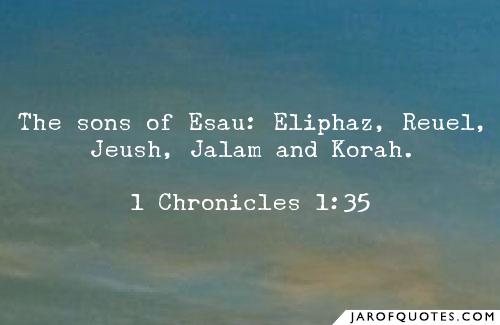 The sons of Esau: Eliphaz, Reuel,
Jeush, Jalam and Korah.
1 Chronicles 1:35
JAROFQUOTES.COM